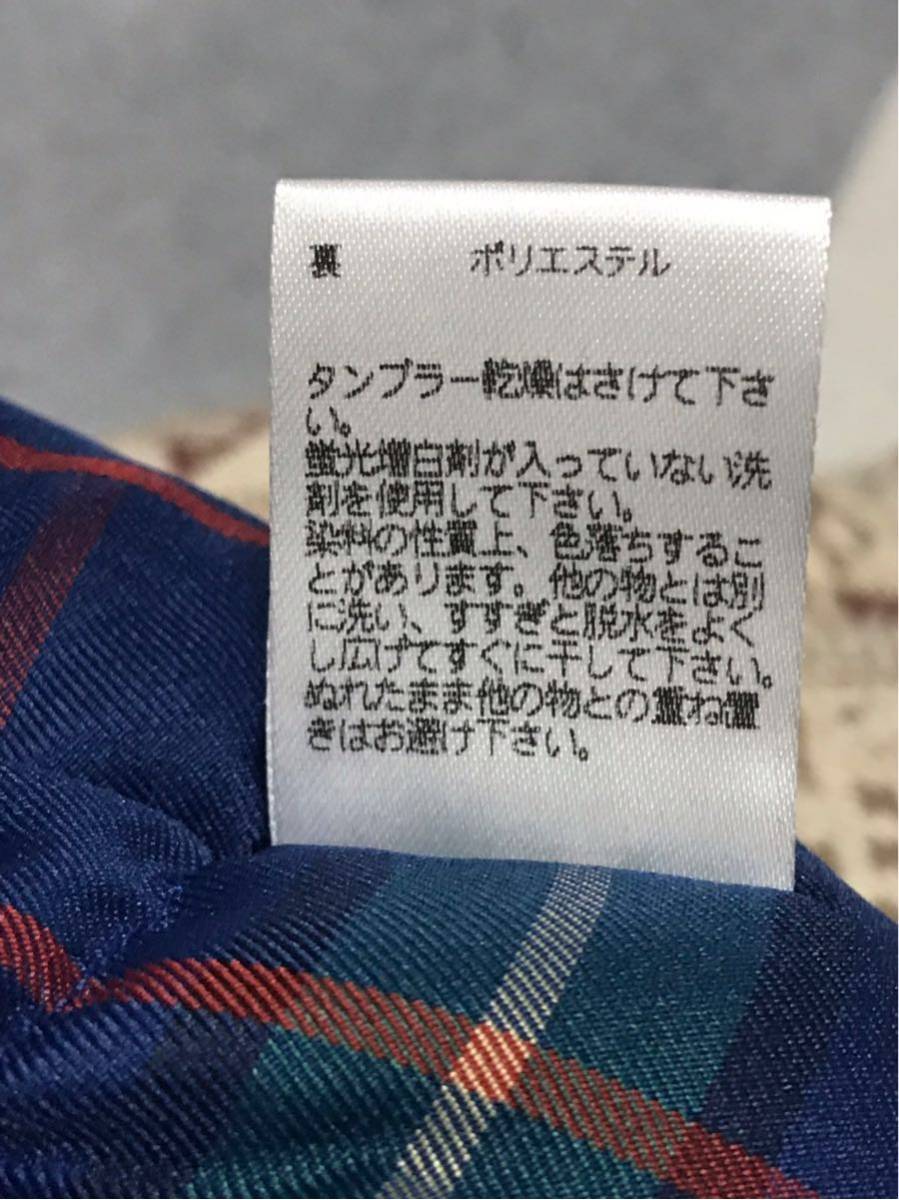 裏 ポリエステル
タンブラー乾燥はさけて下さ
い。
蛍光増白剤が入っていない洗
剤を使用して下さい。
染料の性質上、色落ちするこ
とがあります。他の物とは別
に洗い、すすぎと脱水をよく
し広げてすぐに干して下さい。
ぬれたまま他の物との重ね置
きはお避け下さい。